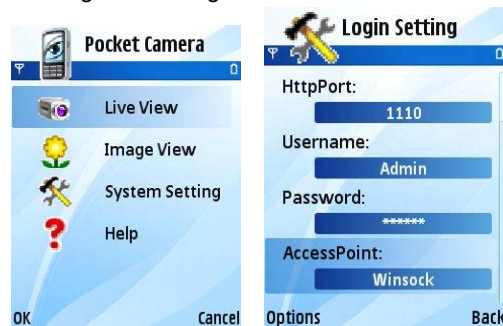 Pocket Camera
Live View
Image View
System Setting
Help
OK Cancel
Login Setting
HttpPort:
1110
Username:
Admin
Password:
******
AccessPoint:
Winsock
Options Back